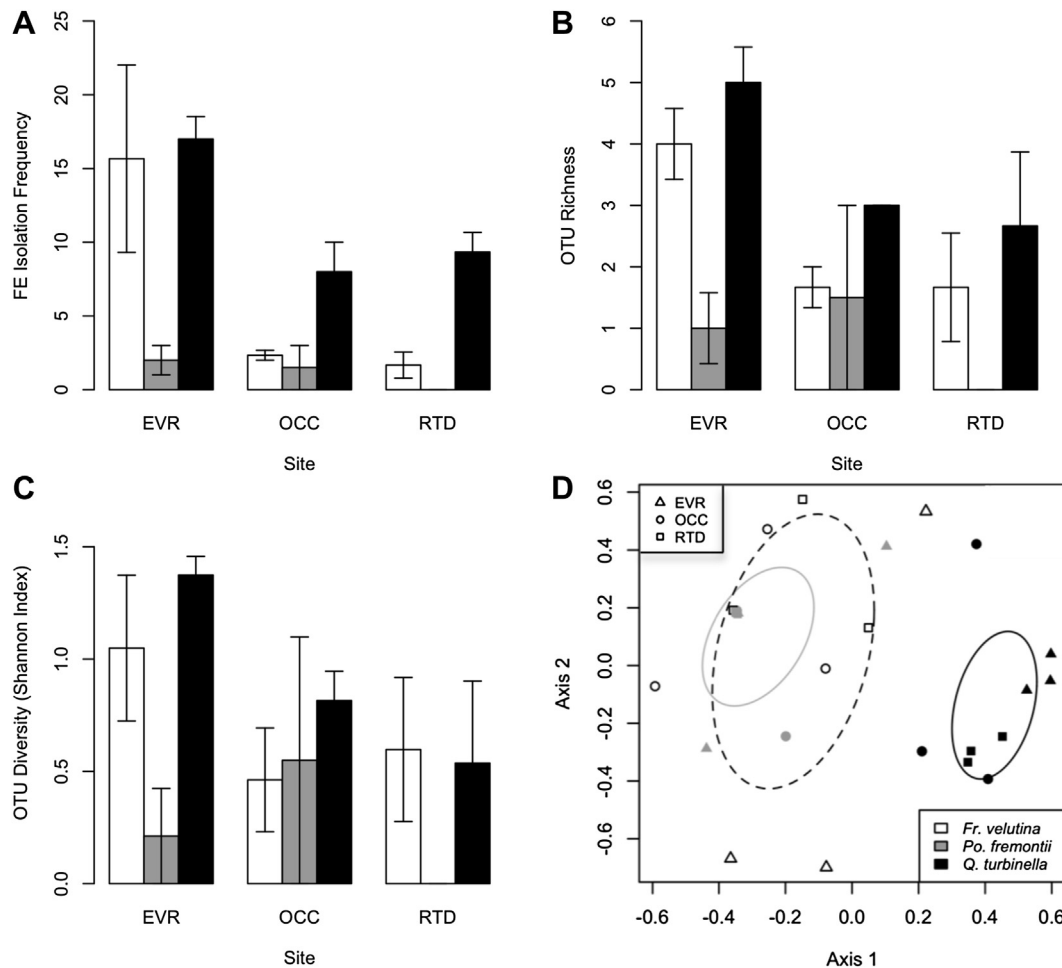 A
FE Isolation Frequency
25
20
15
10
5
0
EVR OCC RTD
Site
B
OTU Richness
6
5
4
3
2
1
0
EVR OCC RTD
Site
C
OTU Diversity (Shannon Index)
1.5
1.0
0.5
0.0
EVR OCC RTD
Site
D
Axis 2
0.6
0.4
0.2
0.0
-0.2
-0.4
-0.6
EVR
OCC
RTD
Fr. velutina
Po. fremontii
Q. turbinella
-0.6 -0.4 -0.2 0.0 0.2 0.4 0.6
Axis 1